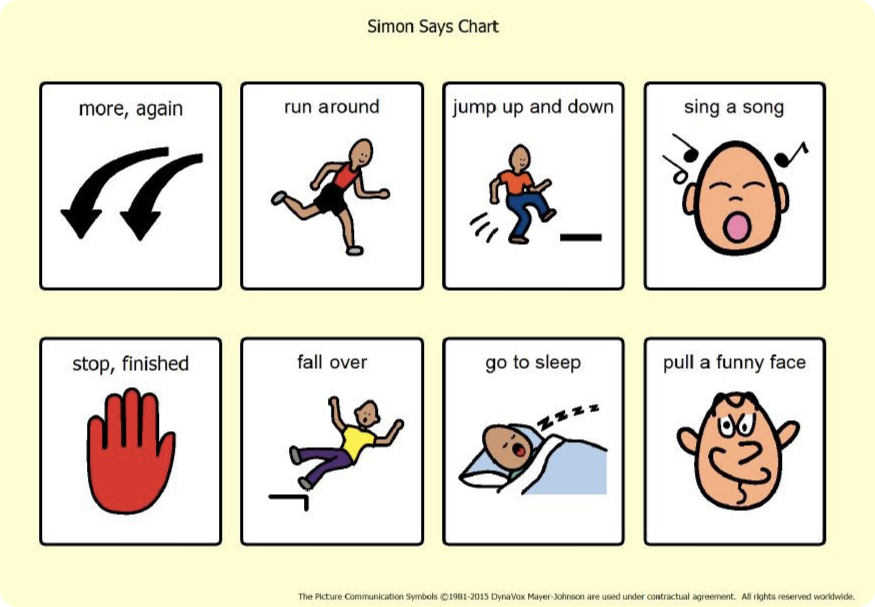 Simon Says Chart
more, again
run around
jump up and down
sing a song
stop, finished
fall over
go to sleep
pull a funny face
The Picture Communication Symbols ©1981-2015 DynaVox Mayer-Johnson are used under contractual agreement. All rights reserved worldwide.